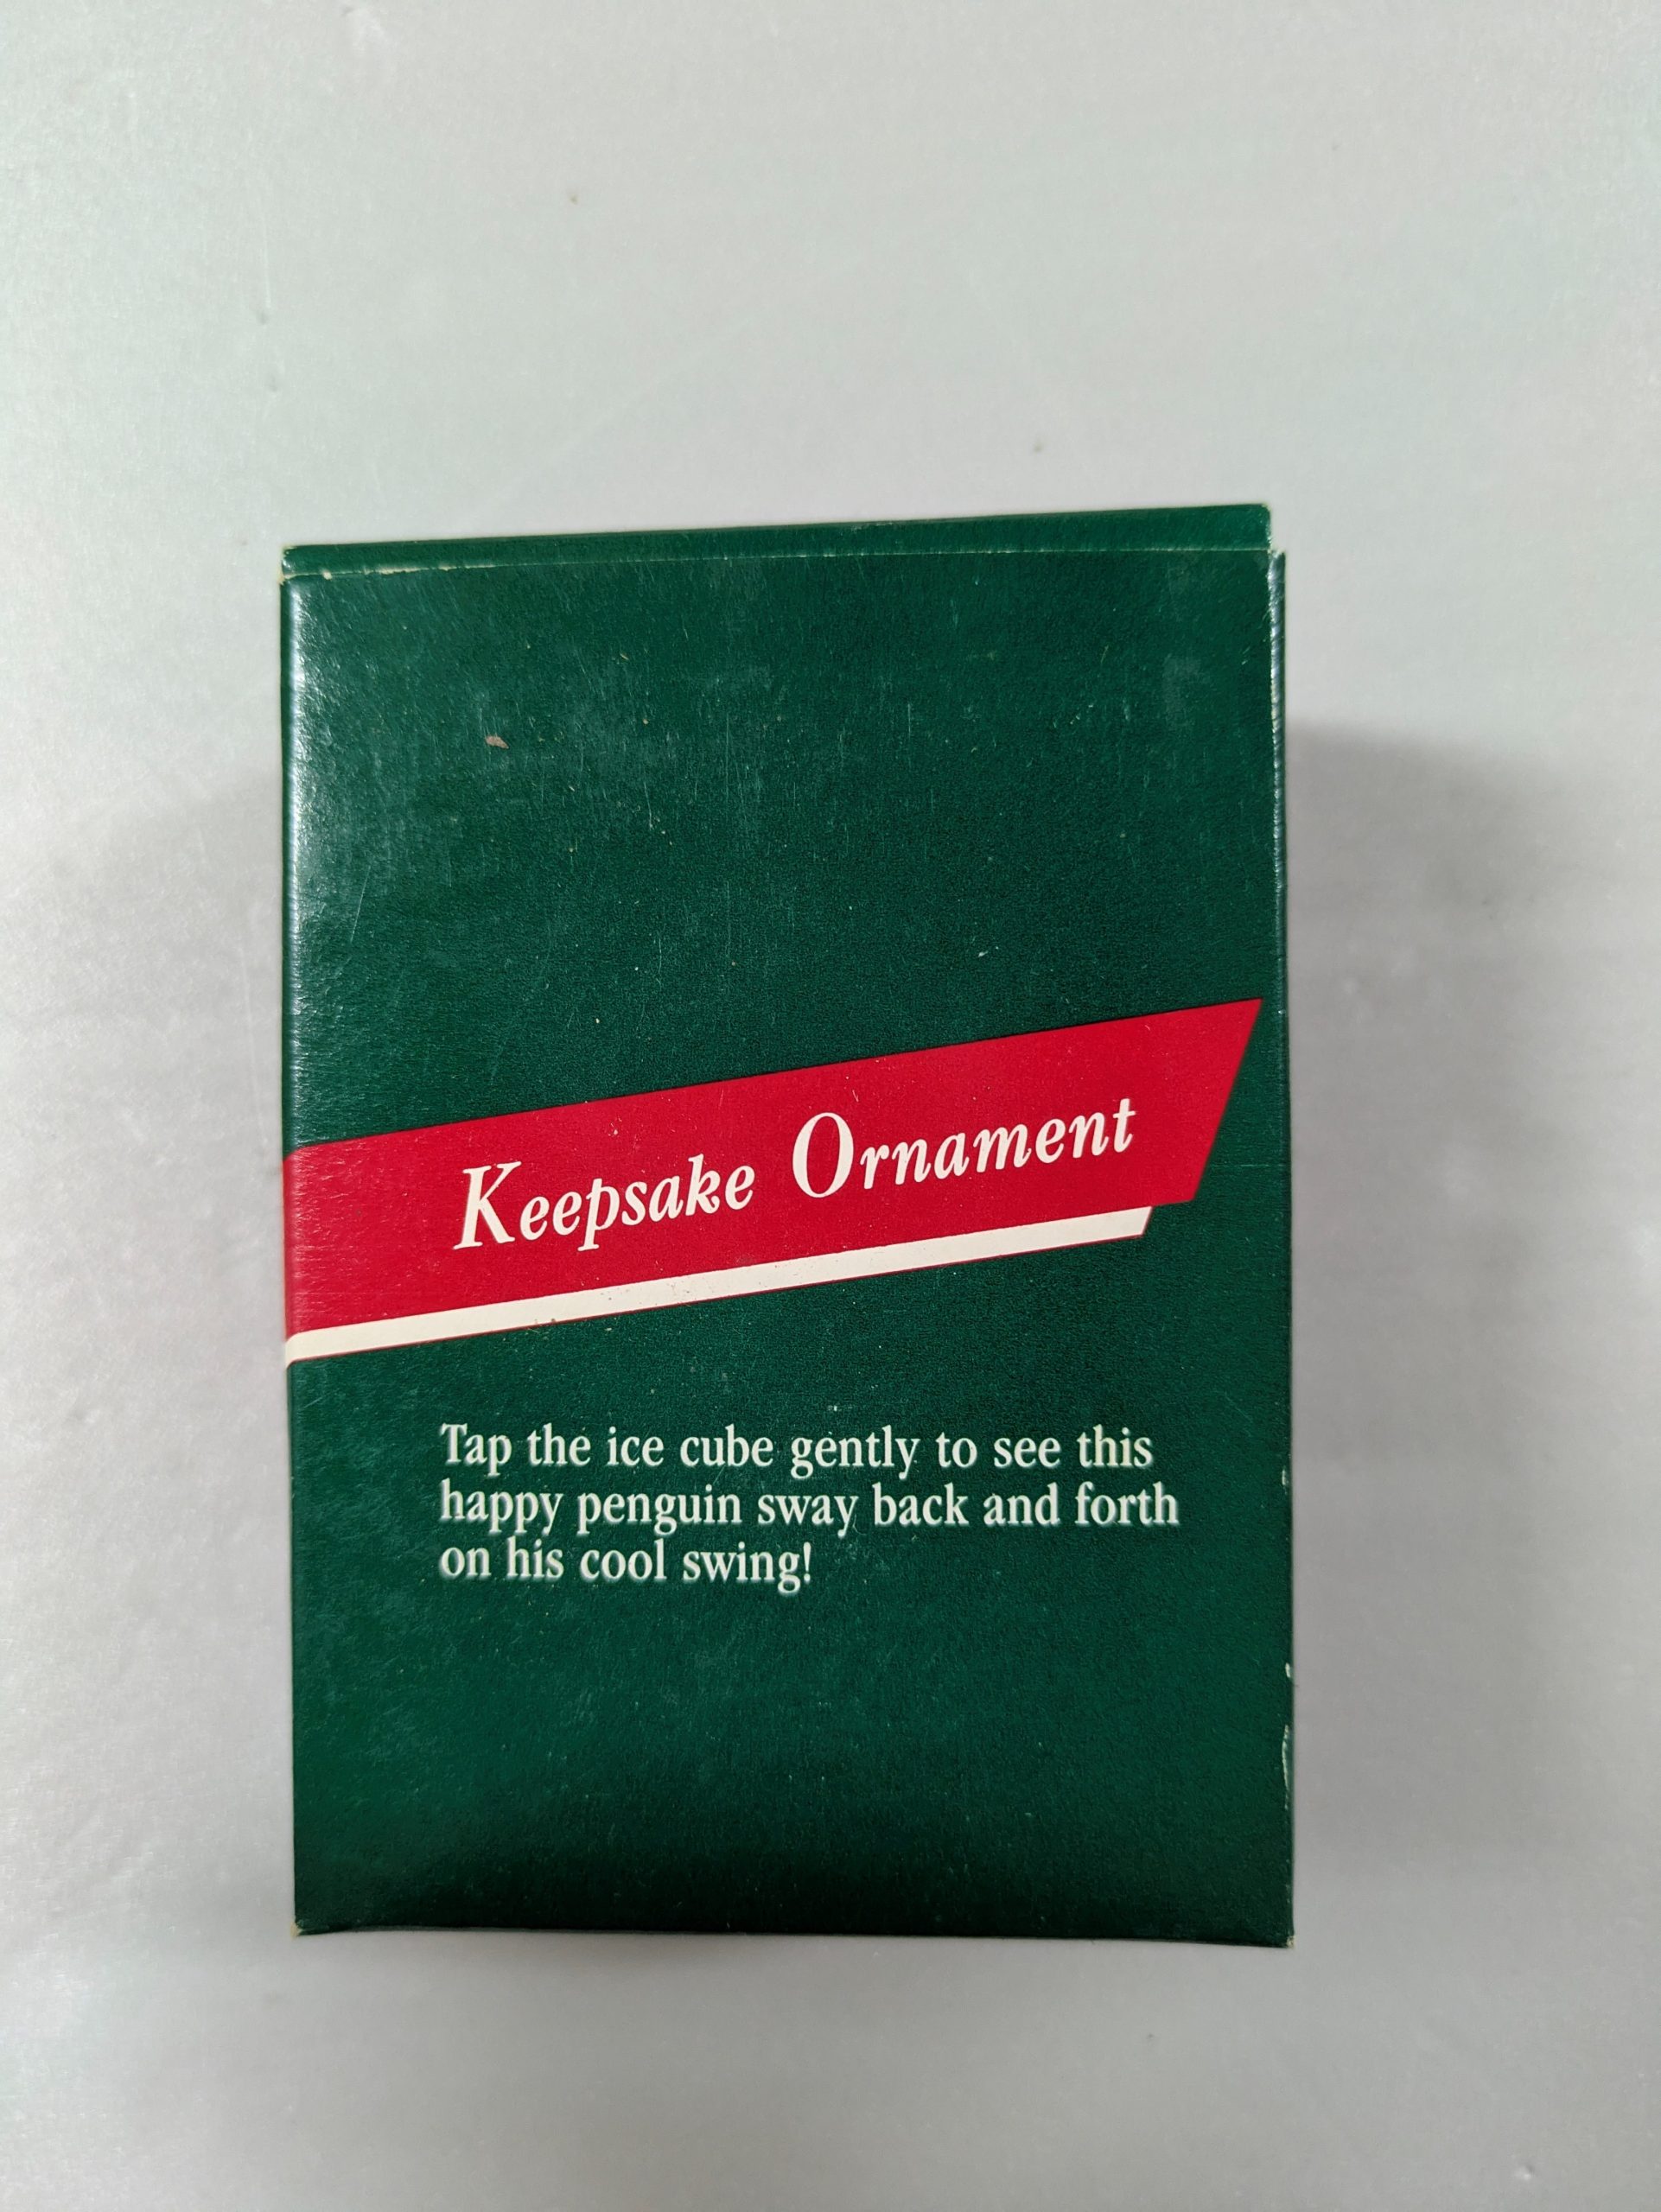 Keepsake Ornament
Tap the ice cube gently to see this
happy penguin sway back and forth
on his cool swing!